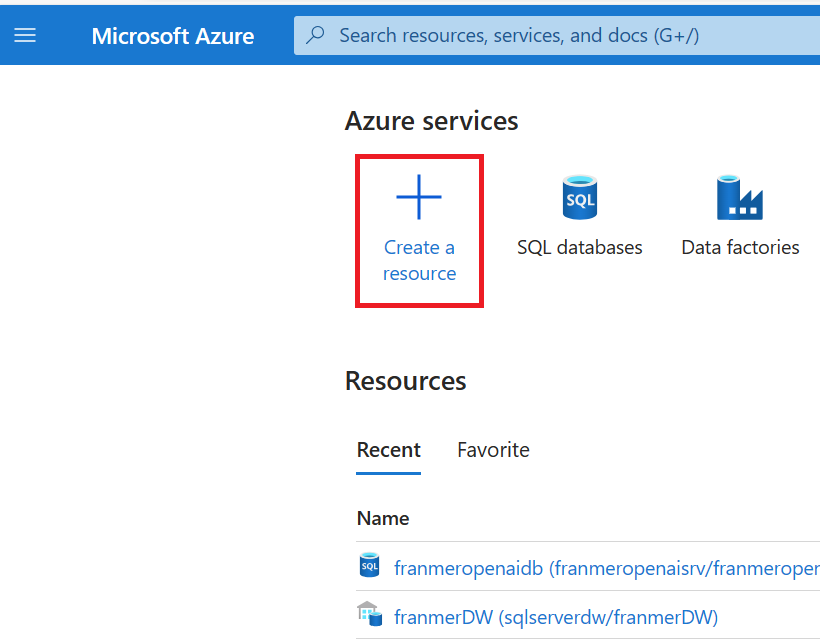 Microsoft Azure
Search resources, services, and docs (G+/)
Azure services
Create a
resource
SQL
SQL databases
Data factories
Resources
Recent Favorite
Name
SQL
franmeropenaidb (franmeropenaisrv/franmeroper
franmerDW (sqlserverdw/franmerDW)